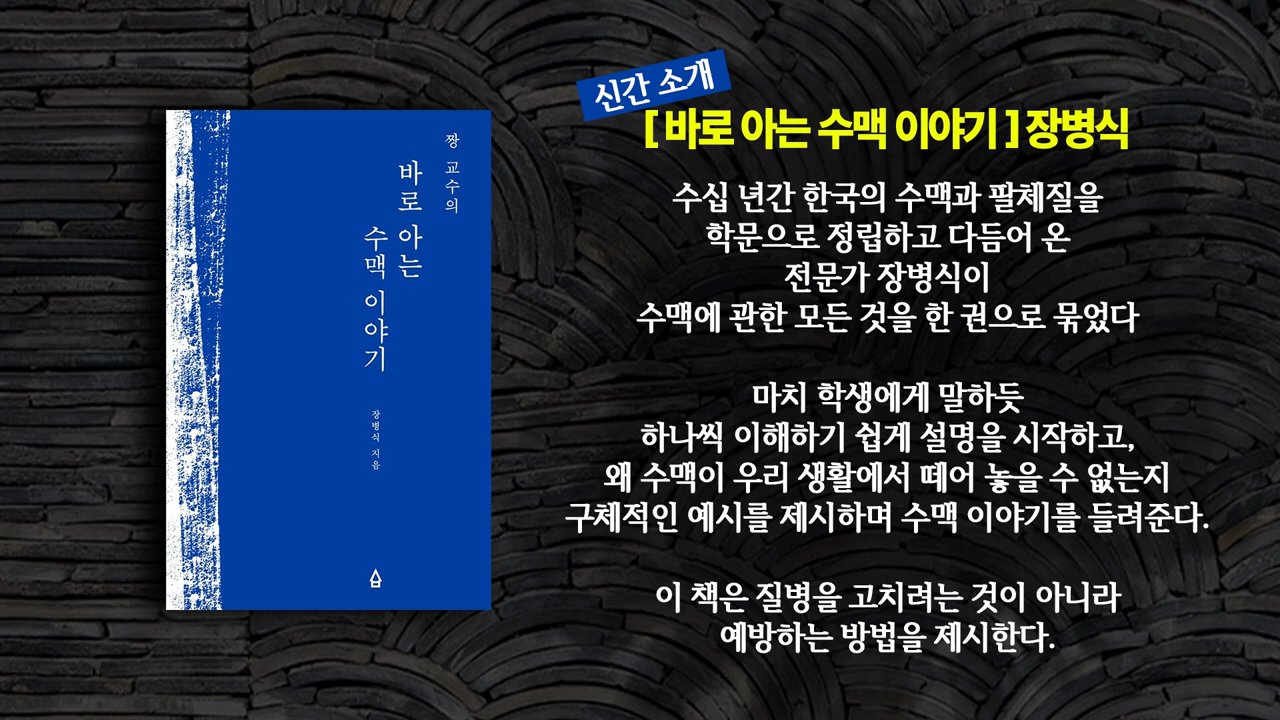 짱 교수의
바로 아는
수맥 이야기
장병식 지음
신간 소개
[ 바로 아는 수맥 이야기 ] 장병식
수십 년간 한국의 수맥과 팔체질을
학문으로 정립하고 다듬어 온
전문가 장병식이
수맥에 관한 모든 것을 한 권으로 묶었다
마치 학생에게 말하듯
하나씩 이해하기 쉽게 설명을 시작하고,
왜 수맥이 우리 생활에서 떼어 놓을 수 없는지
구체적인 예시를 제시하며 수맥 이야기를 들려준다.
이 책은 질병을 고치려는 것이 아니라
예방하는 방법을 제시한다.